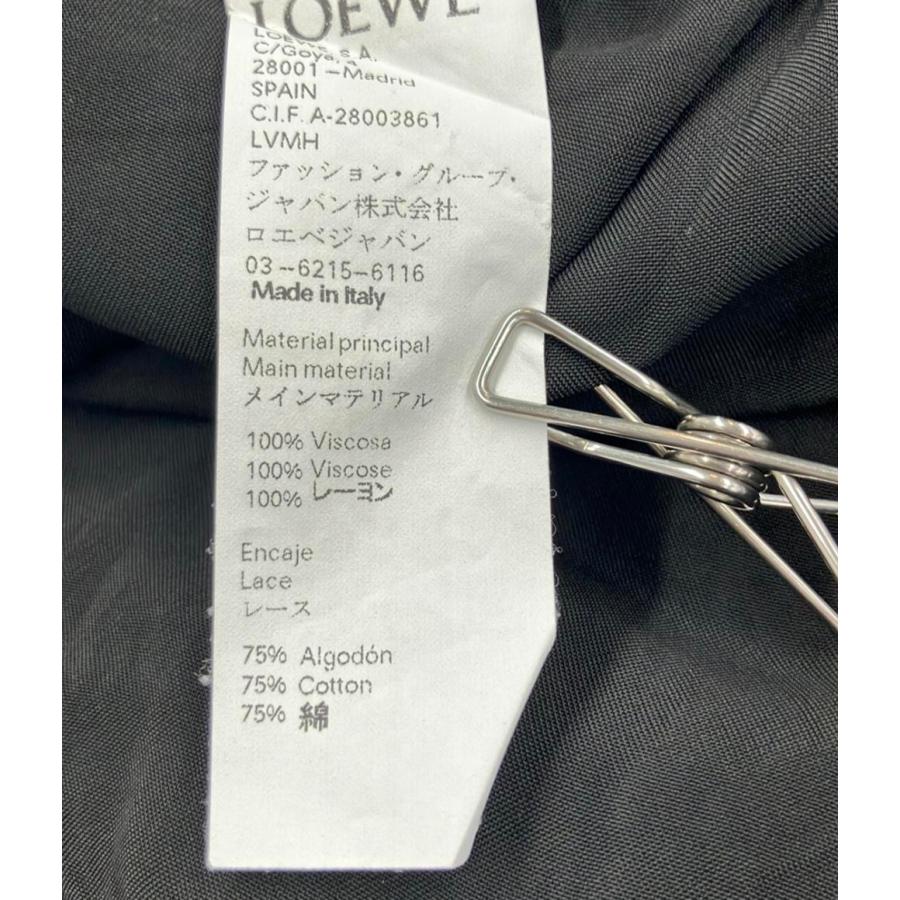 LOEWE
LOEWE S.A.
C/Goya, 4
28001-Madrid
SPAIN
C.I.F. A-28003861
LVMH
ファッション・グループ・
ジャパン株式会社
ロエベジャパン
03-6215-6116
Made in Italy
Material principal
Main material
メインマテリアル
100% Viscosa
100% Viscose
100% レーヨン
Encaje
Lace
レース
75% Algodón
75% Cotton
75% 綿